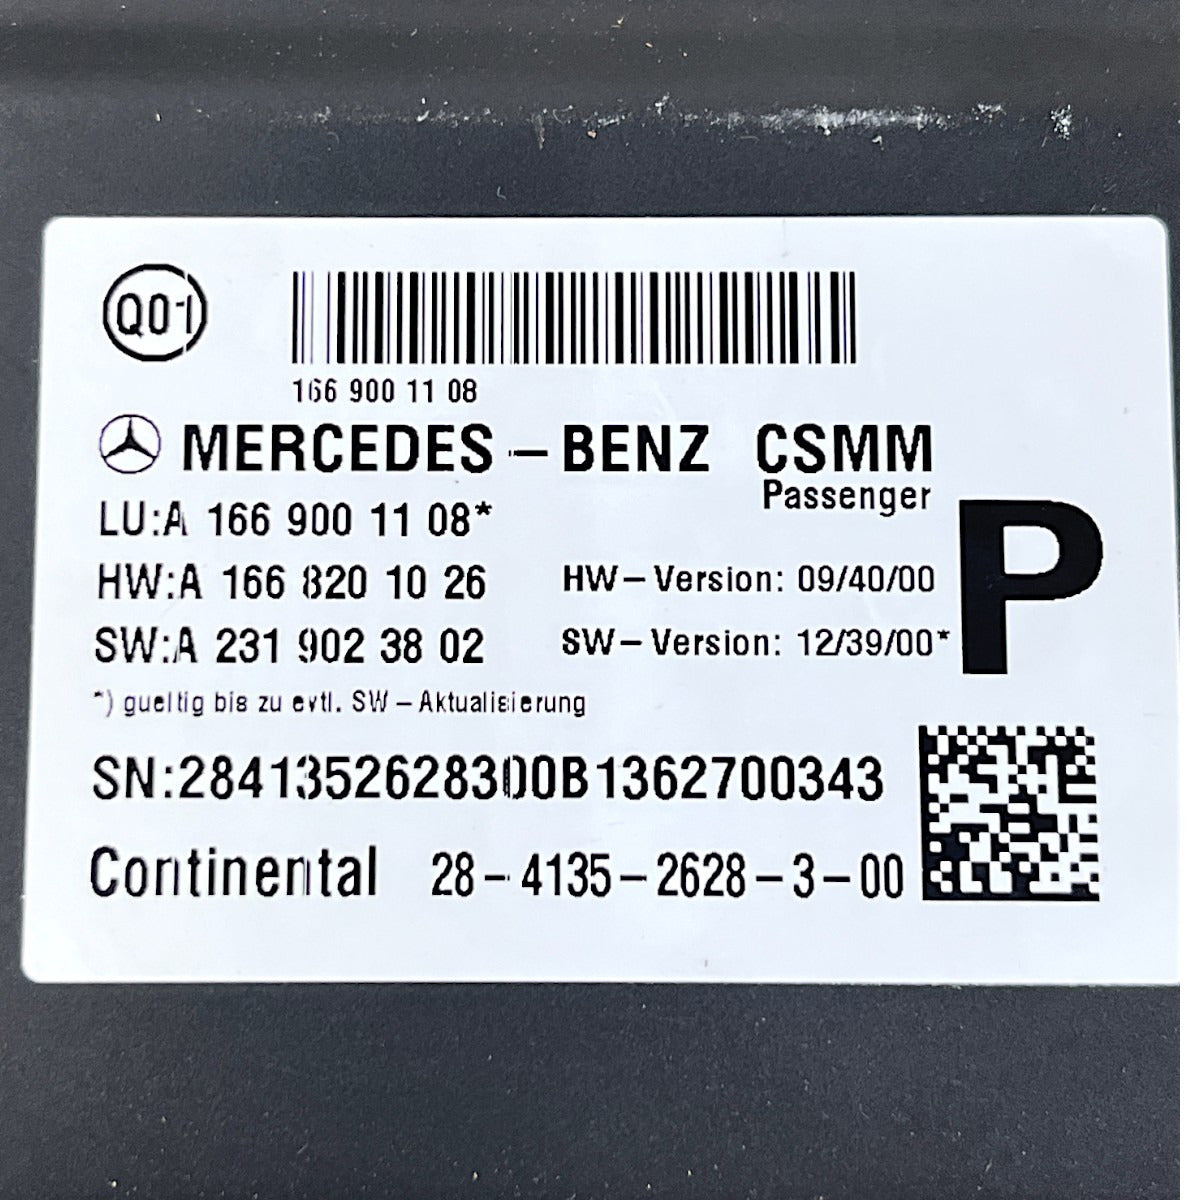 Q01
166 900 11 08
MERCEDES-BENZ CSMM
Passenger
LU:A 166 900 11 08*
P
HW:A 166 820 10 26 HW-Version: 09/40/00
SW:A 231 902 38 02 SW-Version: 12/39/00*
*) gueltig bis zu evtl. SW-Aktualisierung
SN:2841352628300B1362700343
Continental 28-4135-2628-3-00